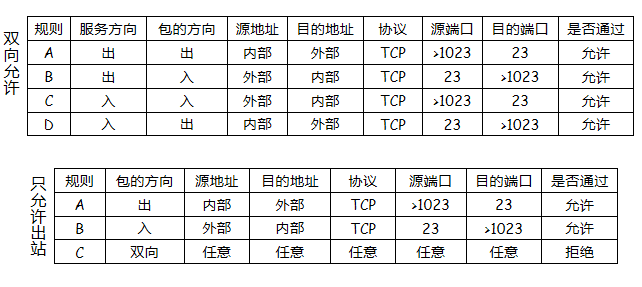 双向允许
规则 服务方向 包的方向 源地址 目的地址 协议 源端口 目的端口 是否通过
A 出 出 内部 外部 TCP >1023 23 允许
B 出 入 外部 内部 TCP 23 >1023 允许
C 入 入 外部 内部 TCP >1023 23 允许
D 入 出 内部 外部 TCP 23 >1023 允许
只允许出站
规则 包的方向 源地址 目的地址 协议 源端口 目的端口 是否通过
A 出 内部 外部 TCP >1023 23 允许
B 入 外部 内部 TCP 23 >1023 允许
C 双向 任意 任意 任意 任意 任意 拒绝